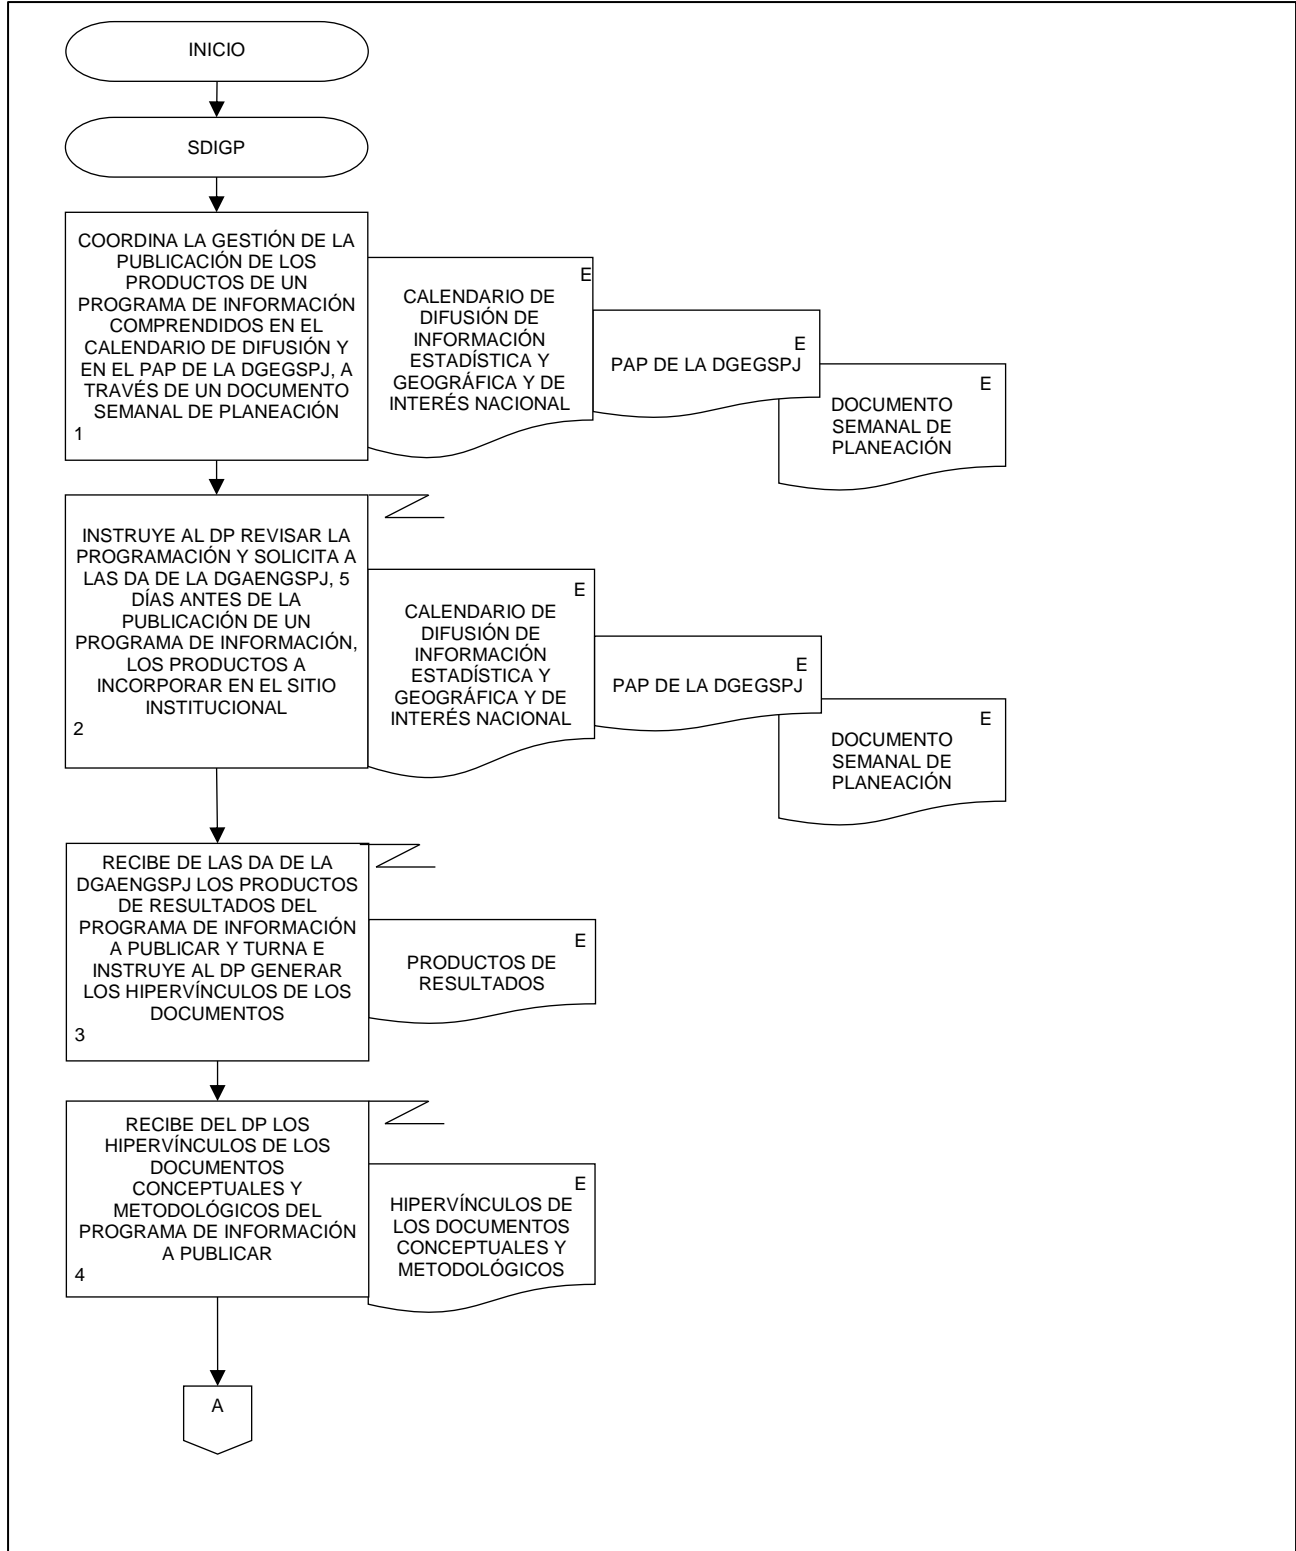 INICIO
SDIGP
COORDINA LA GESTIÓN DE LA
PUBLICACIÓN DE LOS
PRODUCTOS DE UN
PROGRAMA DE INFORMACIÓN
COMPRENDIDOS EN EL
CALENDARIO DE DIFUSIÓN Y
EN EL PAP DE LA DGEGSPJ, A
TRAVÉS DE UN DOCUMENTO
SEMANAL DE PLANEACIÓN
1
E
CALENDARIO DE
DIFUSIÓN DE
INFORMACIÓN
ESTADÍSTICA Y
GEOGRÁFICA Y DE
INTERÉS NACIONAL
E
PAP DE LA DGEGSPJ
E
DOCUMENTO
SEMANAL DE
PLANEACIÓN
INSTRUYE AL DP REVISAR LA
PROGRAMACIÓN Y SOLICITA A
LAS DA DE LA DGAENGSPJ, 5
DÍAS ANTES DE LA
PUBLICACIÓN DE UN
PROGRAMA DE INFORMACIÓN,
LOS PRODUCTOS A
INCORPORAR EN EL SITIO
INSTITUCIONAL
2
E
CALENDARIO DE
DIFUSIÓN DE
INFORMACIÓN
ESTADÍSTICA Y
GEOGRÁFICA Y DE
INTERÉS NACIONAL
E
PAP DE LA DGEGSPJ
E
DOCUMENTO
SEMANAL DE
PLANEACIÓN
RECIBE DE LAS DA DE LA
DGAENGSPJ LOS PRODUCTOS
DE RESULTADOS DEL
PROGRAMA DE INFORMACIÓN
A PUBLICAR Y TURNA E
INSTRUYE AL DP GENERAR
LOS HIPERVÍNCULOS DE LOS
DOCUMENTOS
3
E
PRODUCTOS DE
RESULTADOS
RECIBE DEL DP LOS
HIPERVÍNCULOS DE LOS
DOCUMENTOS
CONCEPTUALES Y
METODOLÓGICOS DEL
PROGRAMA DE INFORMACIÓN
A PUBLICAR
4
E
HIPERVÍNCULOS DE
LOS DOCUMENTOS
CONCEPTUALES Y
METODOLÓGICOS
A